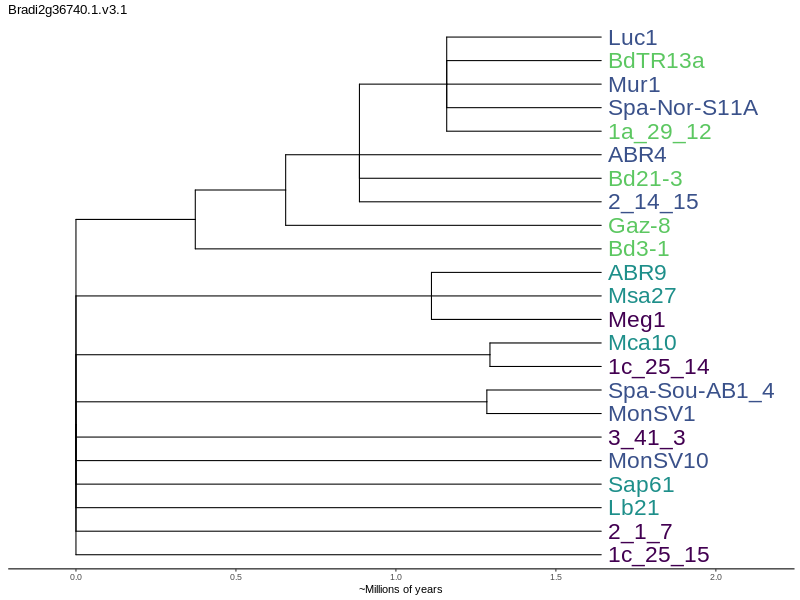 Bradi2g36740.1.v3.1
Luc1
BdTR13a
Mur1
Spa-Nor-S11A
1a_29_12
ABR4
Bd21-3
2_14_15
Gaz-8
Bd3-1
ABR9
Msa27
Meg1
Mca10
1c_25_14
Spa-Sou-AB1_4
MonSV1
3_41_3
MonSV10
Sap61
Lb21
2_1_7
1c_25_15
0.0 0.5 1.0 1.5 2.0
~Millions of years